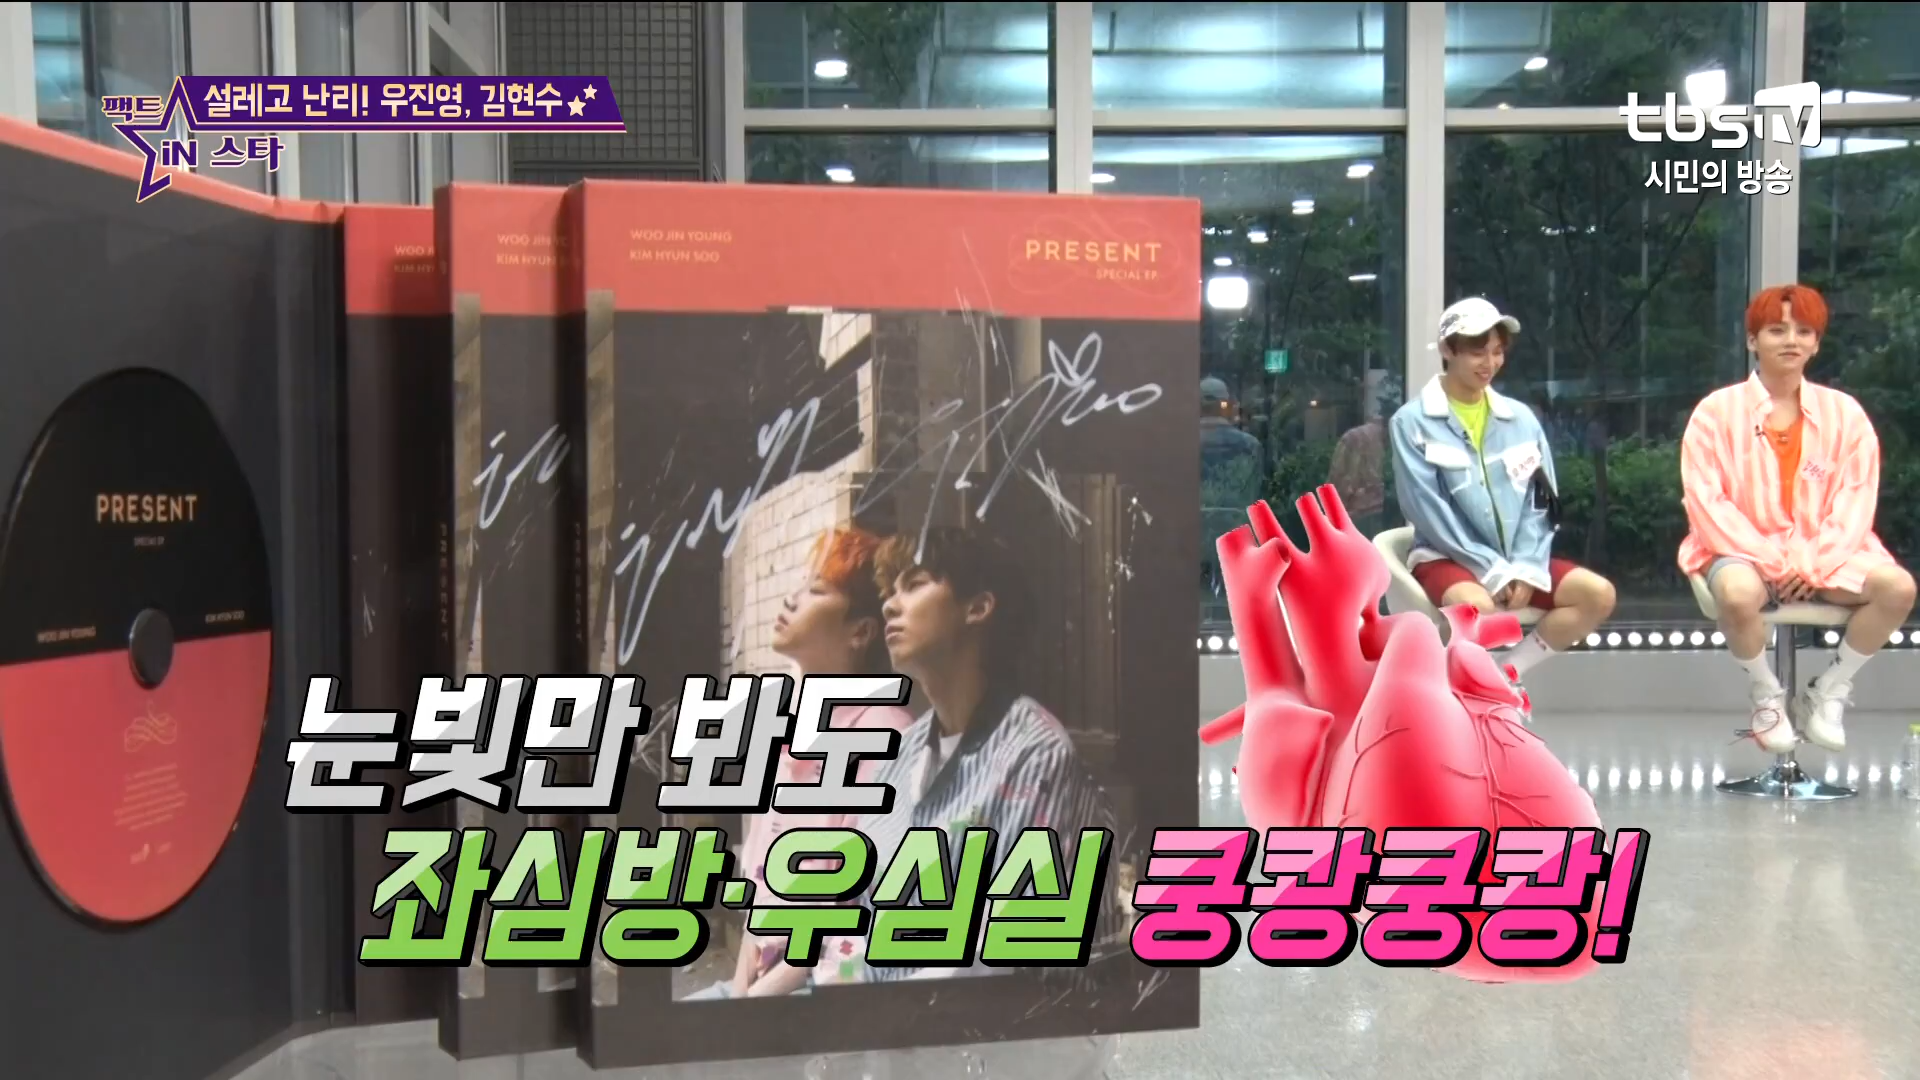 팩트 iN 스타
설레고 난리! 우진영, 김현수
tbs TV
시민의 방송
WOO JIN YOUNG
KIM HYUN SOO
PRESENT
SPECIAL EP
PRESENT
SPECIAL EP
WOO JIN YOUNG
KIM HYUN SOO
PRESENT
PRESENT
눈빛만 봐도
좌심방·우심실 쿵쾅쿵쾅!